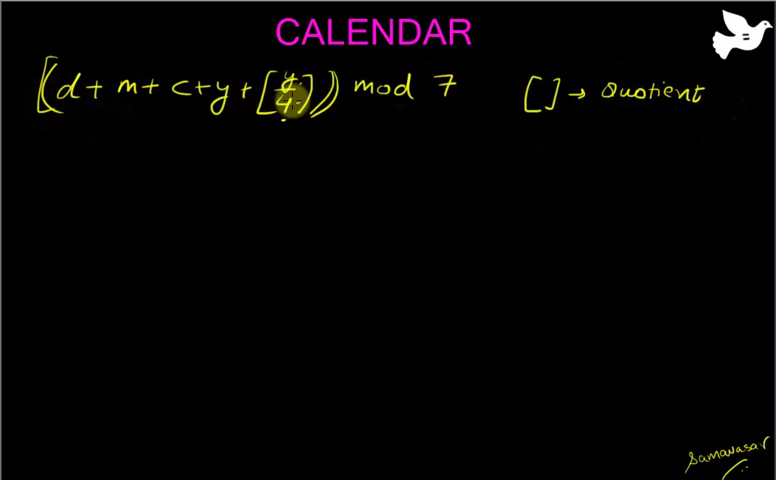 CALENDAR
[(d + m + c + y + [y/4])) mod 7 [ ] → Quotient
Samavasar